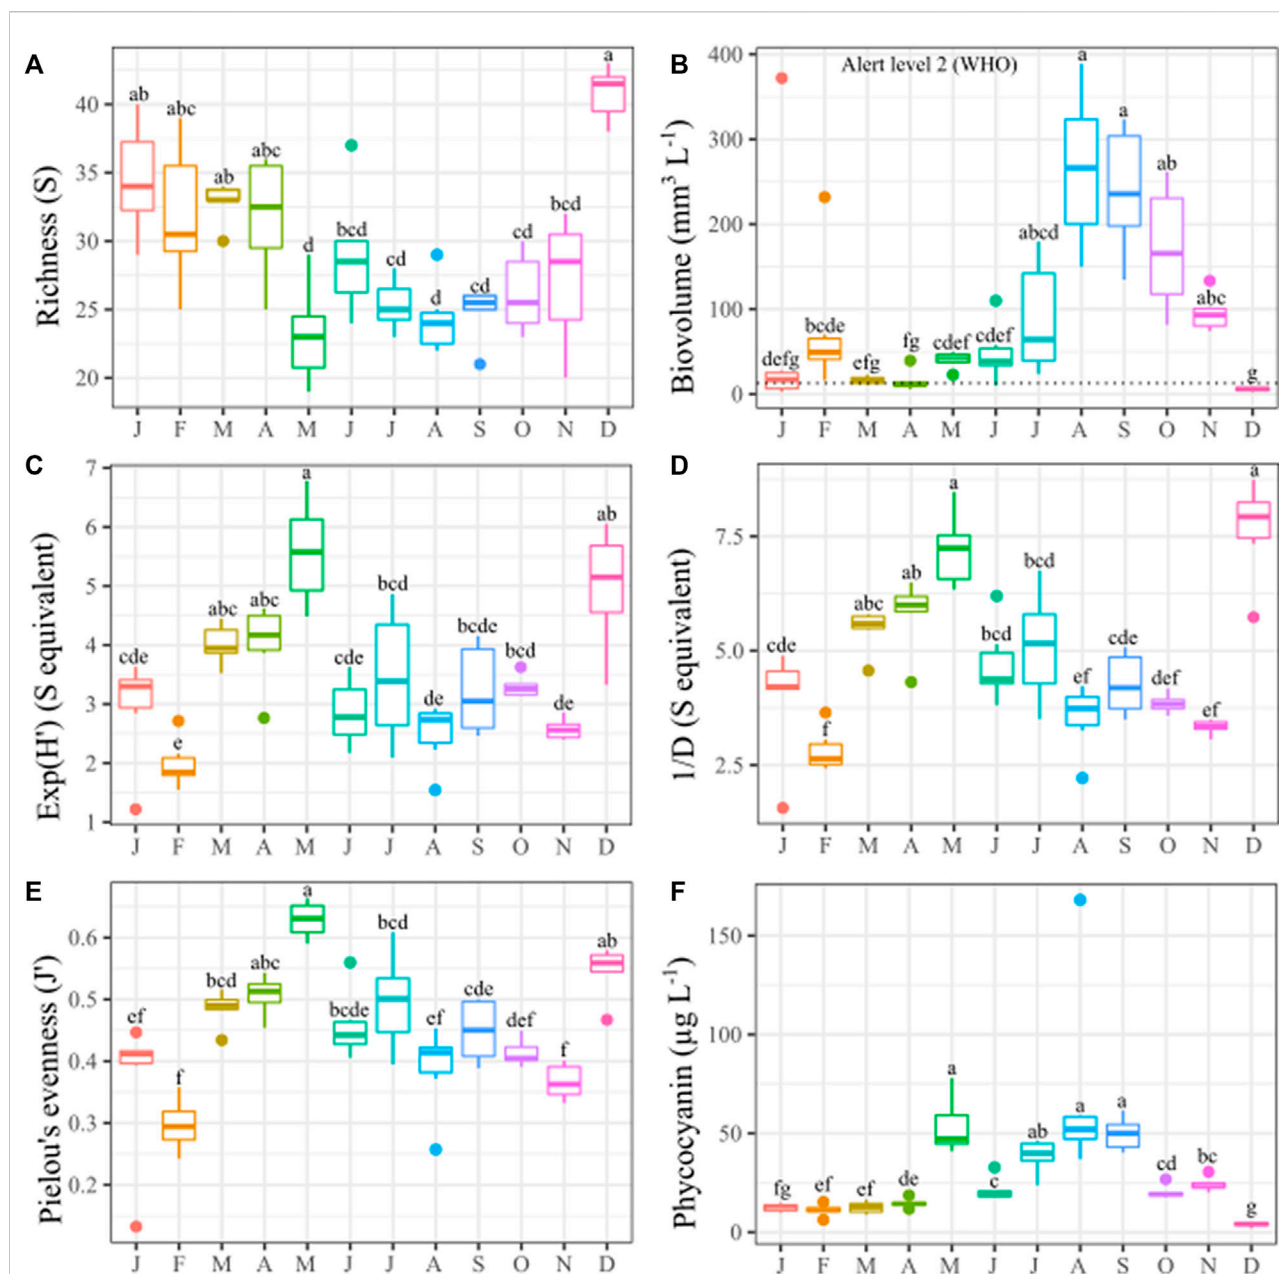 A
Richness (S)
40
35
30
25
20
ab
abc
ab
abc
d
bcd
cd
d
cd
cd
bcd
a
J F M A M J J A S O N D
B
Biovolume (mm³ L⁻¹)
Alert level 2 (WHO)
400
300
200
100
0
defg
bcde
efg
fg
cdef
cdef
abcd
a
a
ab
abc
g
J F M A M J J A S O N D
C
Exp(H') (S equivalent)
7
6
5
4
3
2
1
cde
e
abc
abc
a
cde
bcd
de
bcde
bcd
de
ab
J F M A M J J A S O N D
D
1/D (S equivalent)
7.5
5.0
2.5
cde
f
abc
ab
a
bcd
bcd
ef
cde
def
ef
a
J F M A M J J A S O N D
E
Pielou's evenness (J')
0.6
0.5
0.4
0.3
0.2
ef
f
bcd
abc
a
bcde
bcd
ef
cde
def
f
ab
J F M A M J J A S O N D
F
Phycocyanin (µg L⁻¹)
150
100
50
0
fg
ef
ef
de
a
c
ab
a
a
cd
bc
g
J F M A M J J A S O N D